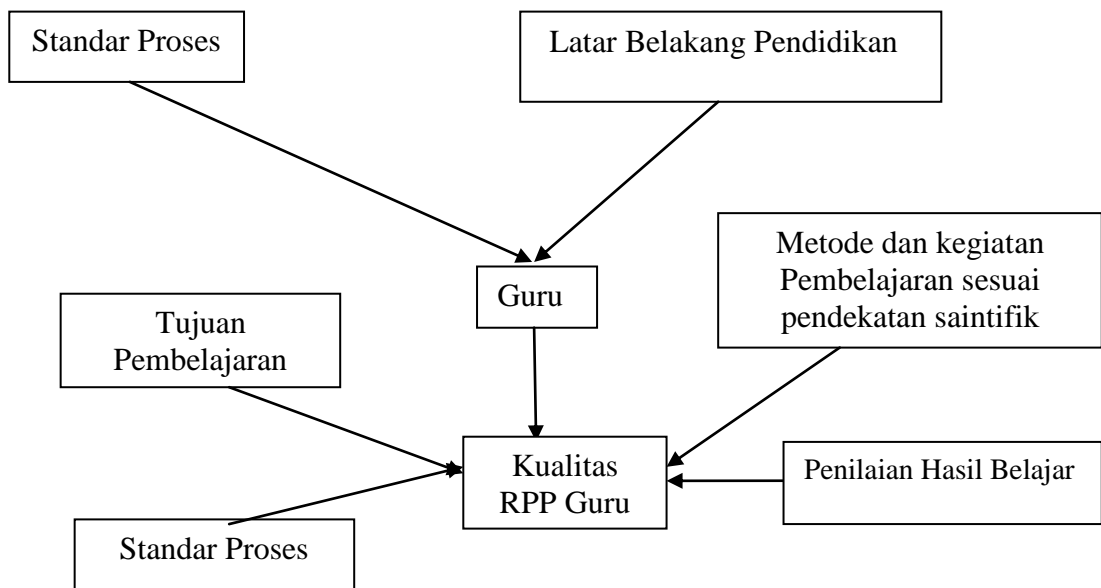 Standar Proses
Latar Belakang Pendidikan
Guru
Metode dan kegiatan
Pembelajaran sesuai
pendekatan saintifik
Tujuan
Pembelajaran
Kualitas
RPP Guru
Penilaian Hasil Belajar
Standar Proses